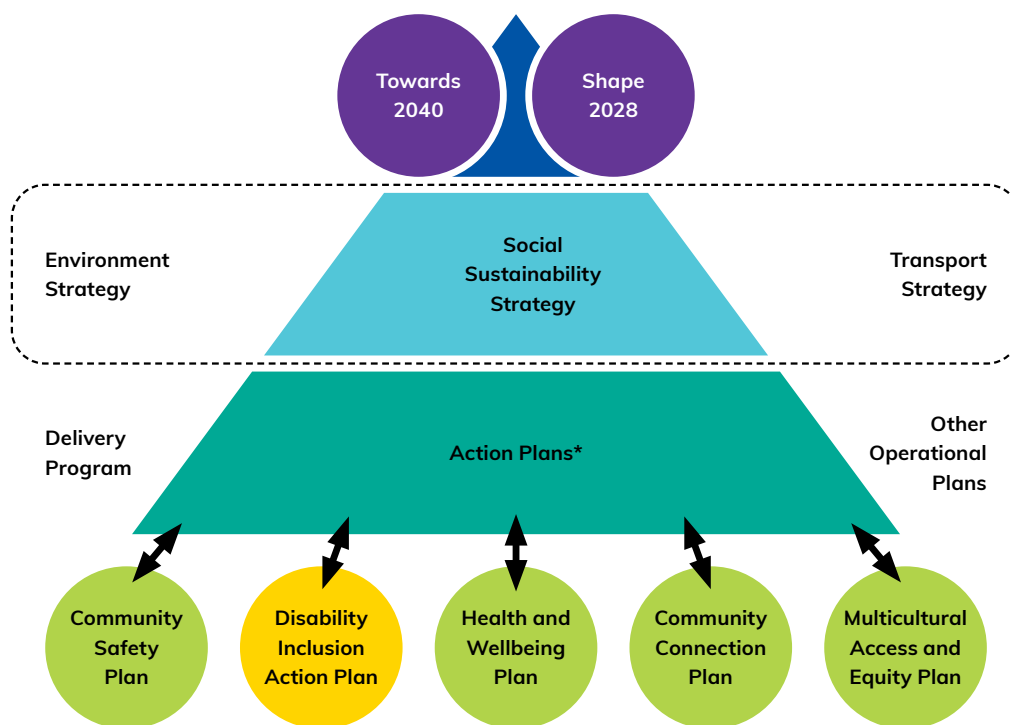 Towards
2040
Shape
2028
Environment
Strategy
Social
Sustainability
Strategy
Transport
Strategy
Delivery
Program
Action Plans*
Other
Operational
Plans
Community
Safety
Plan
Disability
Inclusion
Action Plan
Health and
Wellbeing
Plan
Community
Connection
Plan
Multicultural
Access and
Equity Plan